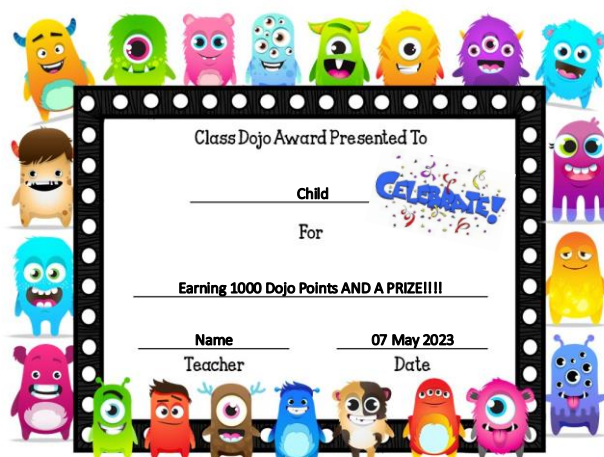 Class Dojo Award Presented To
Child
CELEBRATE!
For
Earning 1000 Dojo Points AND A PRIZE!!!!
Name 07 May 2023
Teacher Date